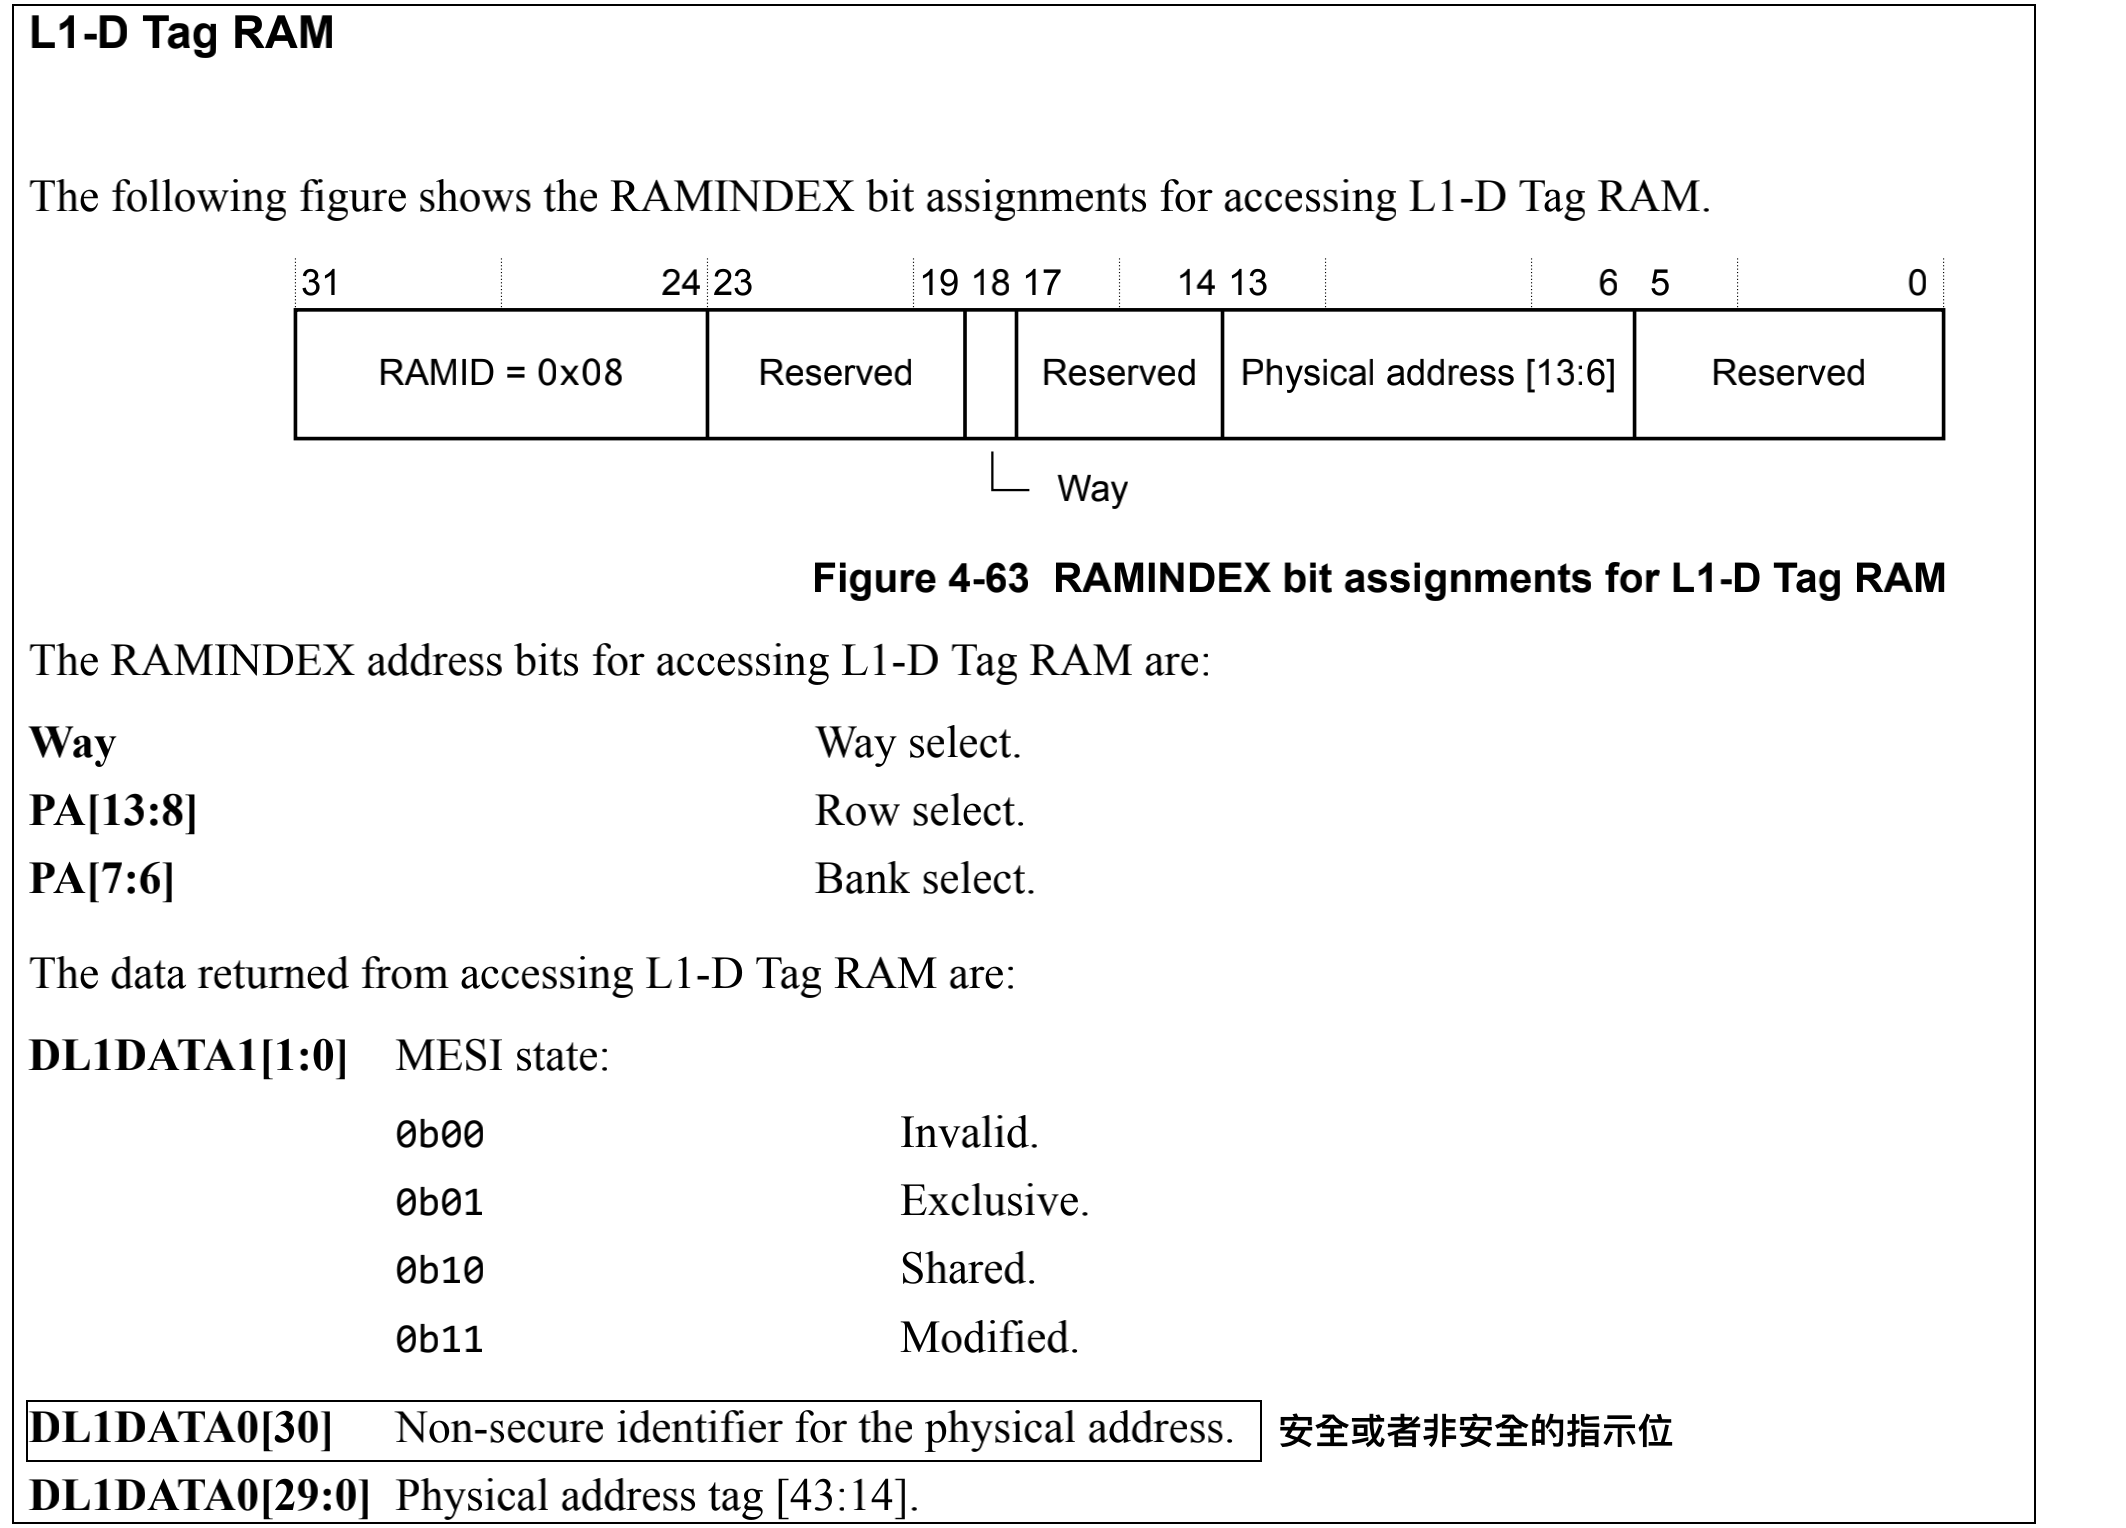 L1-D Tag RAM
The following figure shows the RAMINDEX bit assignments for accessing L1-D Tag RAM.
31 24 23 19 18 17 14 13 6 5 0
RAMID = 0x08 Reserved Reserved Physical address [13:6] Reserved
Way
Figure 4-63 RAMINDEX bit assignments for L1-D Tag RAM
The RAMINDEX address bits for accessing L1-D Tag RAM are:
Way Way select.
PA[13:8] Row select.
PA[7:6] Bank select.
The data returned from accessing L1-D Tag RAM are:
DL1DATA1[1:0] MESI state:
0b00 Invalid.
0b01 Exclusive.
0b10 Shared.
0b11 Modified.
DL1DATA0[30] Non-secure identifier for the physical address. 安全或者非安全的指示位
DL1DATA0[29:0] Physical address tag [43:14].